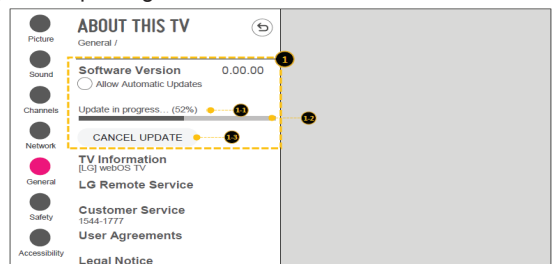 Picture
Sound
Channels
Network
General
Safety
Accessibility
ABOUT THIS TV
General /
1
Software Version 0.00.00
Allow Automatic Updates
Update in progress... (52%)
1-1
1-2
CANCEL UPDATE
1-3
TV Information
[LG] webOS TV
LG Remote Service
Customer Service
1544-1777
User Agreements
Legal Notice